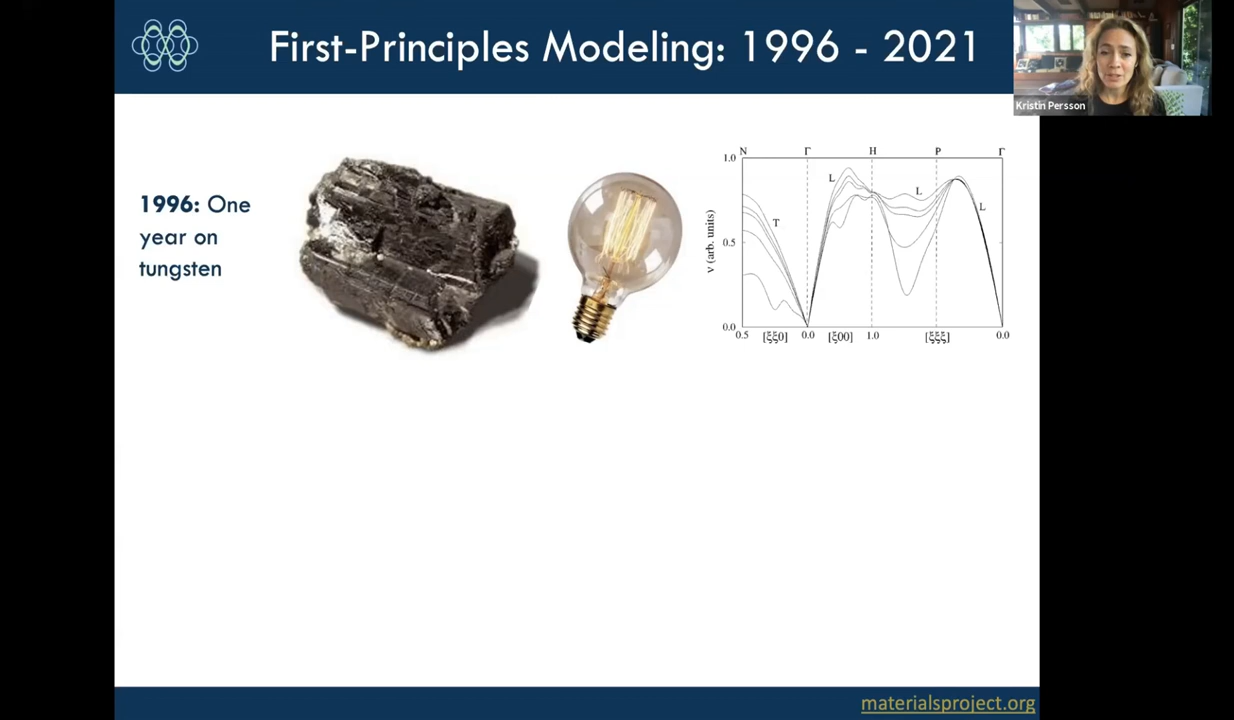 First-Principles Modeling: 1996 - 2021
Kristin Persson
1996: One
year on
tungsten
N Γ H P Γ
1.0
L
L
T
L
ν (arb. units)
0.5
0.0
0.5 [ξξ0] 0.0 [ξ00] 1.0 [ξξξ] 0.0
materialsproject.org